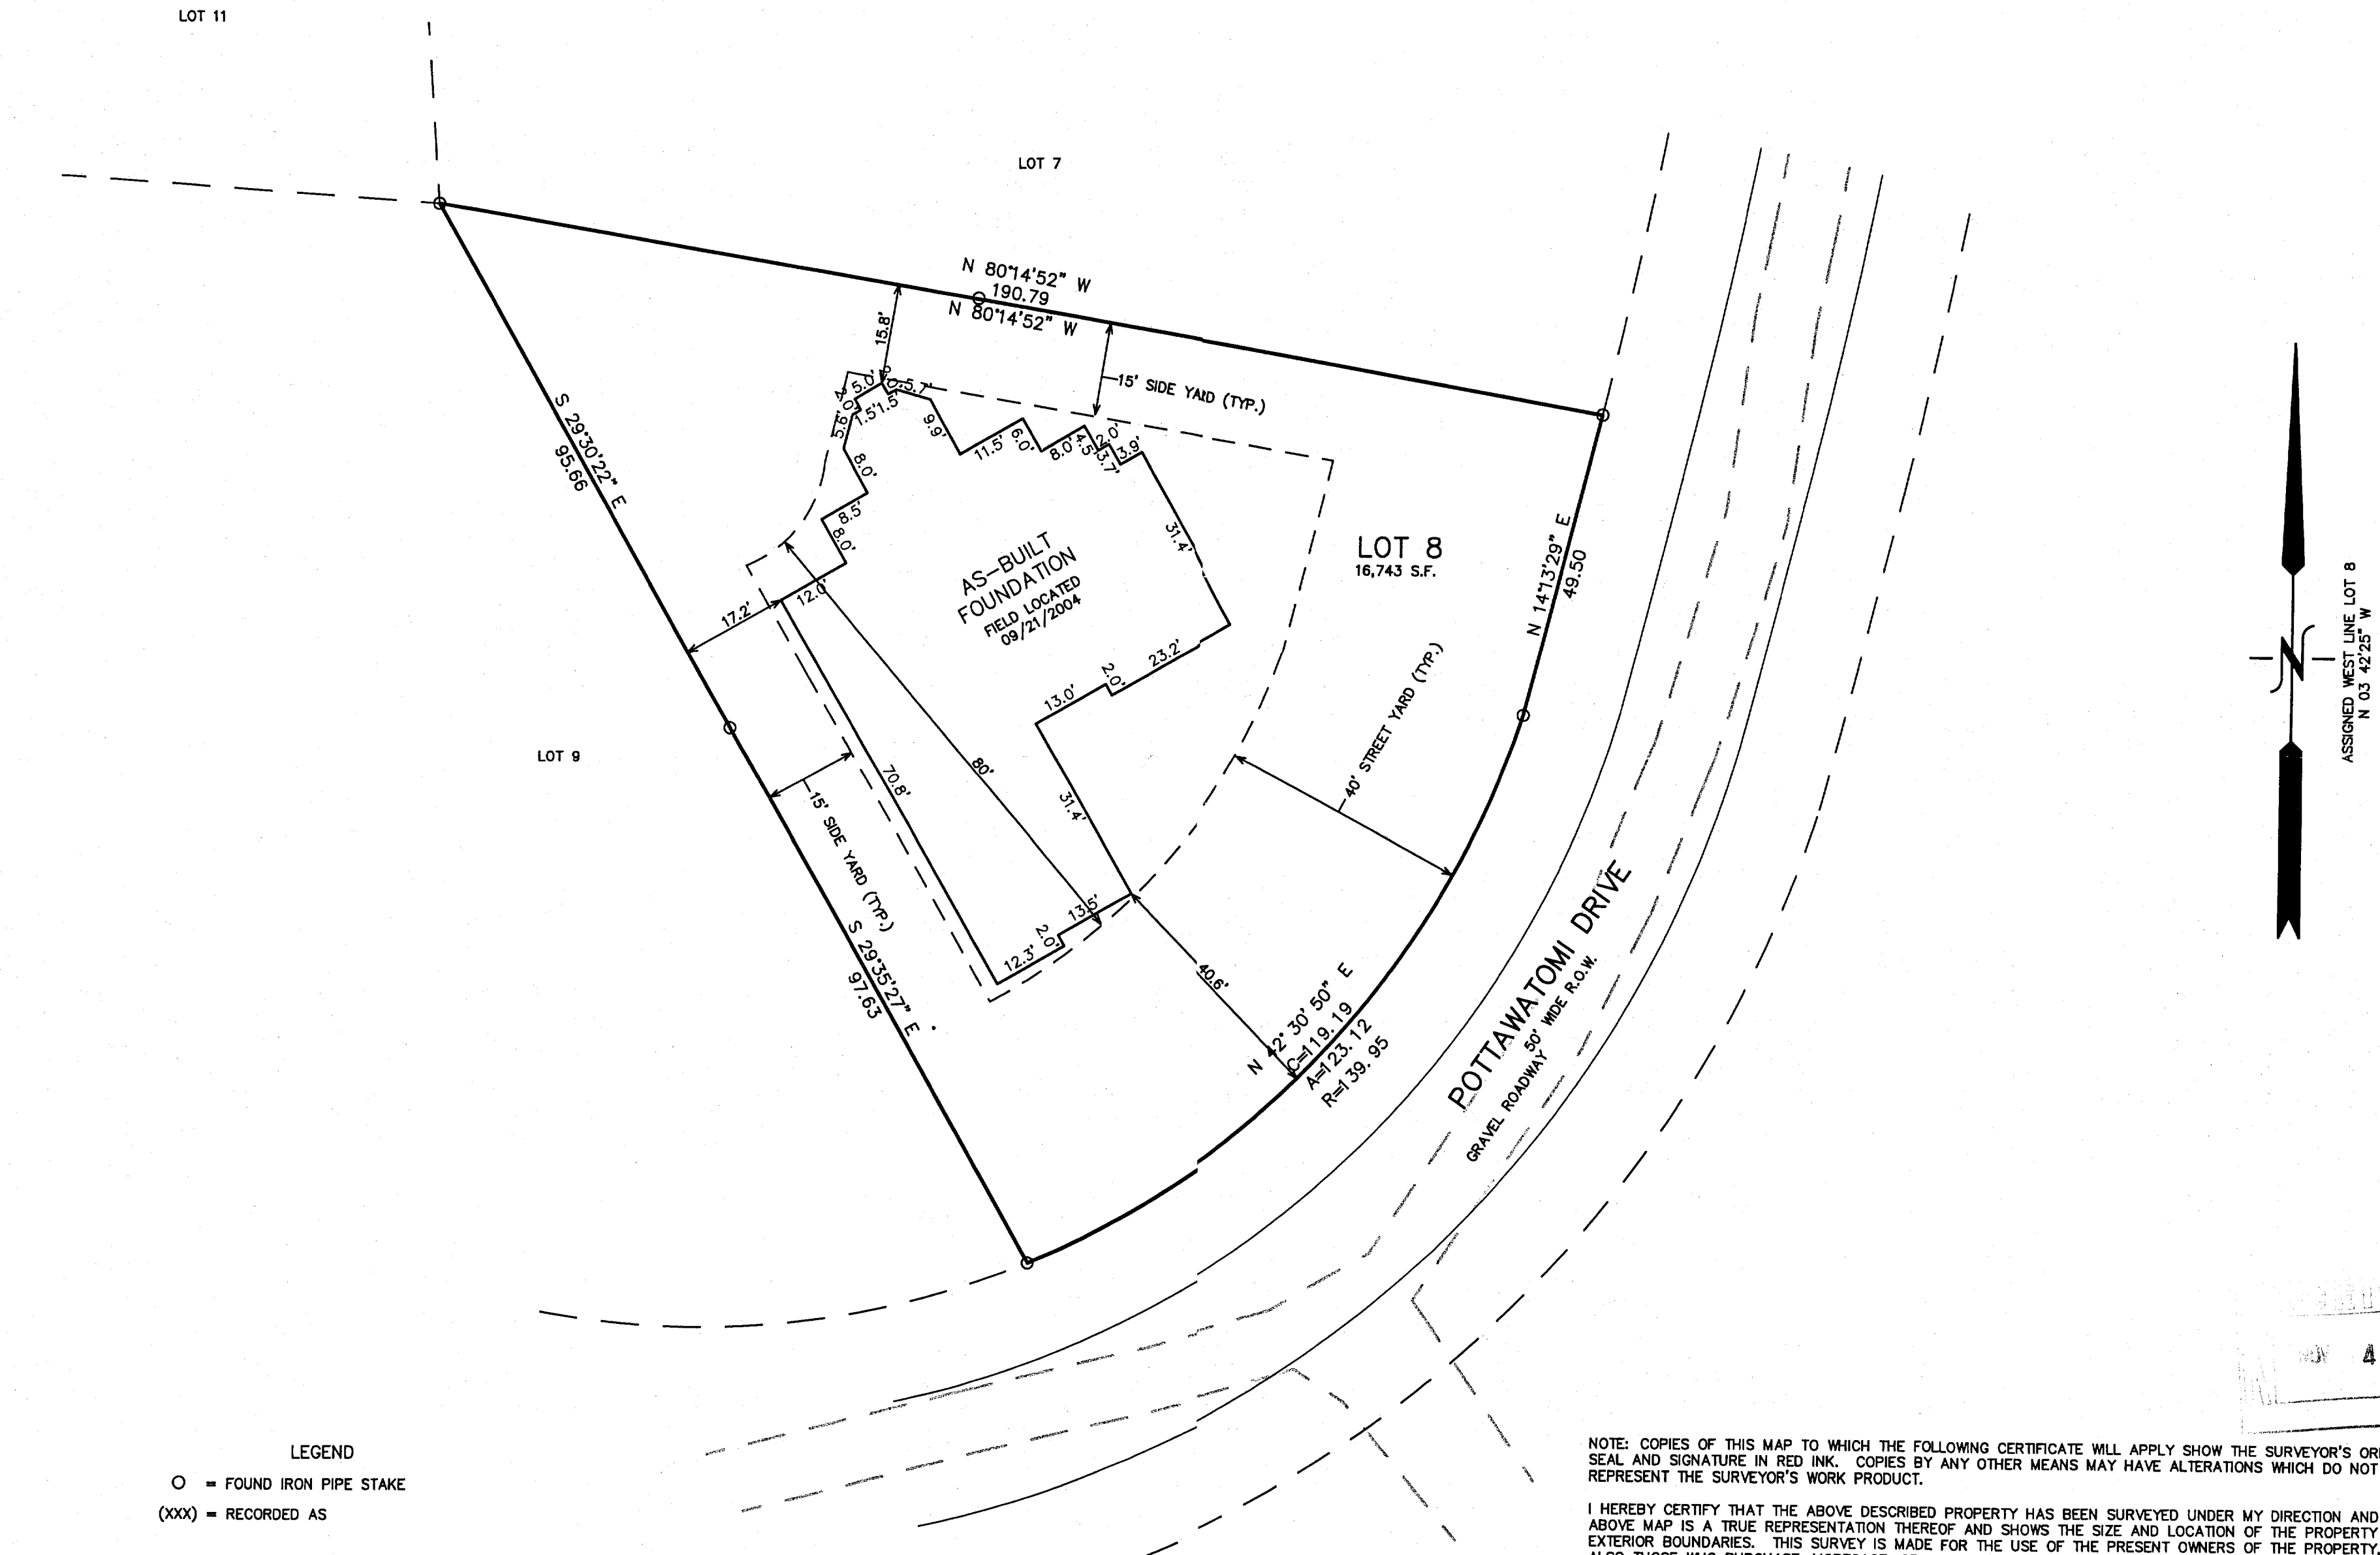 LOT 11
LOT 7
N 80°14'52" W
190.79
N 80°14'52" W
15.8'
15' SIDE YARD (TYP.)
5.0'
5.7'
2.0'
1.5'
1.5'
5.6'
9.9'
11.5'
6.0'
8.0'
4.5'
2.0'
3.7'
3.9'
8.0'
8.5'
8.0'
12.0'
31.4'
S 29°30'22" E
95.66
AS-BUILT
FOUNDATION
FIELD LOCATED
09/21/2004
LOT 8
16,743 S.F.
N 14°13'29" E
49.50
17.2'
23.2'
2.0'
13.0'
40' STREET YARD (TYP.)
LOT 9
80'
70.8'
31.4'
15' SIDE YARD (TYP.)
13.5'
2.0'
12.3'
S 29°35'27" E
97.63
40.6'
N 42° 30' 50" E
C=119.19
A=123.12
R=139.95
POTTAWATOMI DRIVE
50' WIDE R.O.W.
GRAVEL ROADWAY
N
ASSIGNED WEST LINE LOT 8
N 03 42'25" W
4
LEGEND
O = FOUND IRON PIPE STAKE
(XXX) = RECORDED AS
NOTE: COPIES OF THIS MAP TO WHICH THE FOLLOWING CERTIFICATE WILL APPLY SHOW THE SURVEYOR'S
SEAL AND SIGNATURE IN RED INK. COPIES BY ANY OTHER MEANS MAY HAVE ALTERATIONS WHICH DO NOT
REPRESENT THE SURVEYOR'S WORK PRODUCT.
I HEREBY CERTIFY THAT THE ABOVE DESCRIBED PROPERTY HAS BEEN SURVEYED UNDER MY DIRECTION AND
ABOVE MAP IS A TRUE REPRESENTATION THEREOF AND SHOWS THE SIZE AND LOCATION OF THE PROPERTY
EXTERIOR BOUNDARIES. THIS SURVEY IS MADE FOR THE USE OF THE PRESENT OWNERS OF THE PROPERTY,